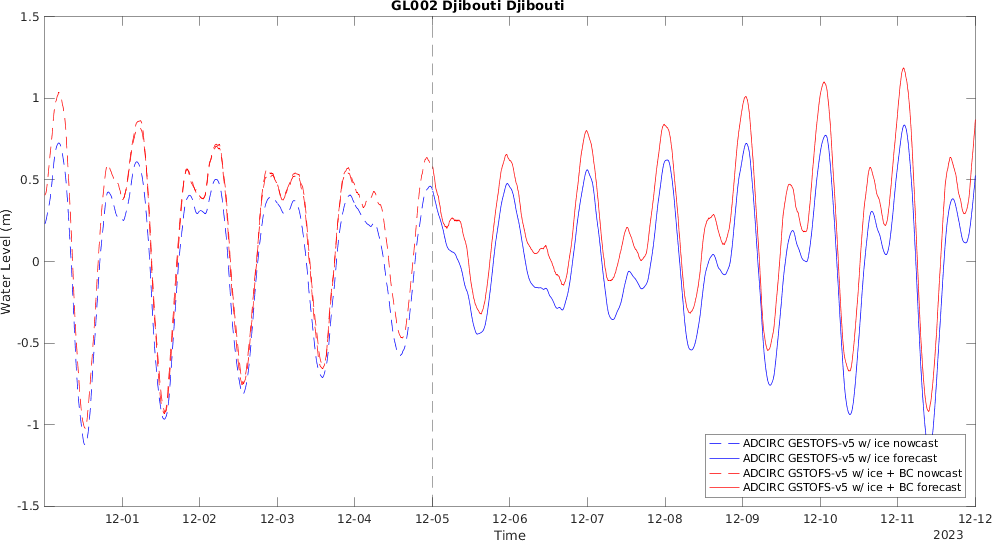 GL002 Djibouti Djibouti
1.5
1
0.5
0
-0.5
-1
-1.5
Water Level (m)
12-01
12-02
12-03
12-04
12-05
12-06
12-07
12-08
12-09
12-10
12-11
12-12
Time
2023
ADCIRC GESTOFS-v5 w/ ice nowcast
ADCIRC GESTOFS-v5 w/ ice forecast
ADCIRC GSTOFS-v5 w/ ice + BC nowcast
ADCIRC GSTOFS-v5 w/ ice + BC forecast